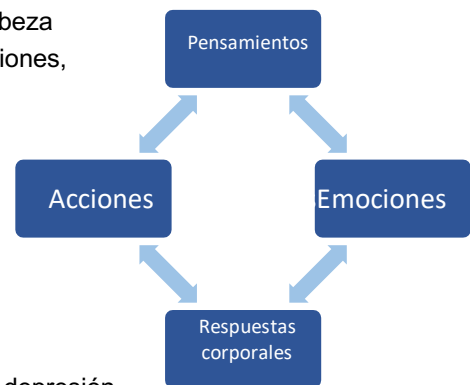 beza
iones,
Pensamientos
Acciones
Emociones
Respuestas
corporales
depresión